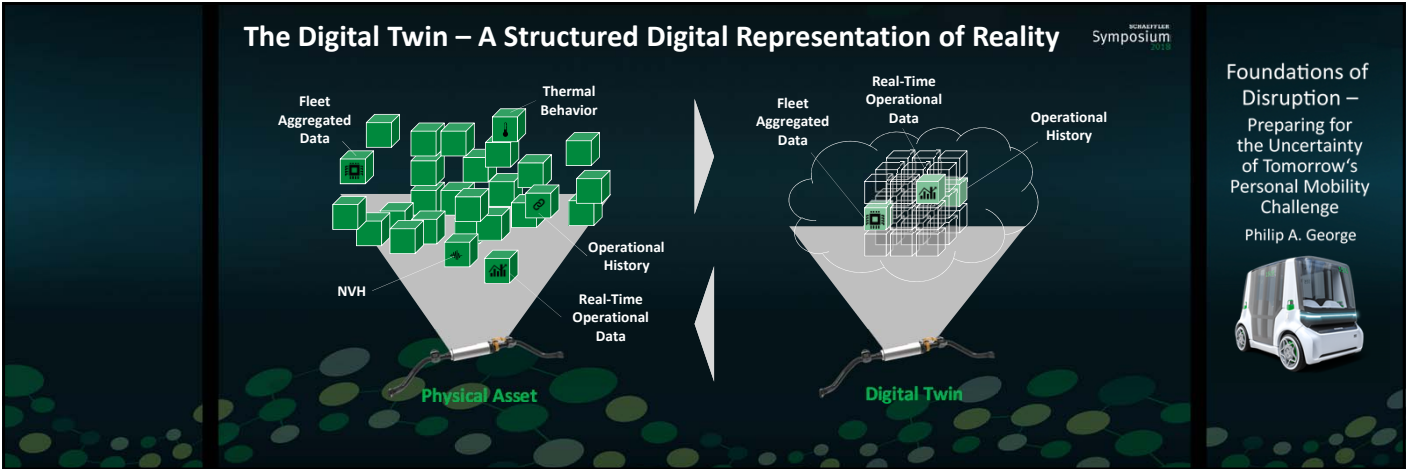 The Digital Twin – A Structured Digital Representation of Reality
SCHAEFFLER
Symposium
2018
Fleet
Aggregated
Data
Thermal
Behavior
Operational
History
NVH
Real-Time
Operational
Data
Physical Asset
Fleet
Aggregated
Data
Real-Time
Operational
Data
Operational
History
Digital Twin
Foundations of
Disruption –
Preparing for
the Uncertainty
of Tomorrow‘s
Personal Mobility
Challenge
Philip A. George